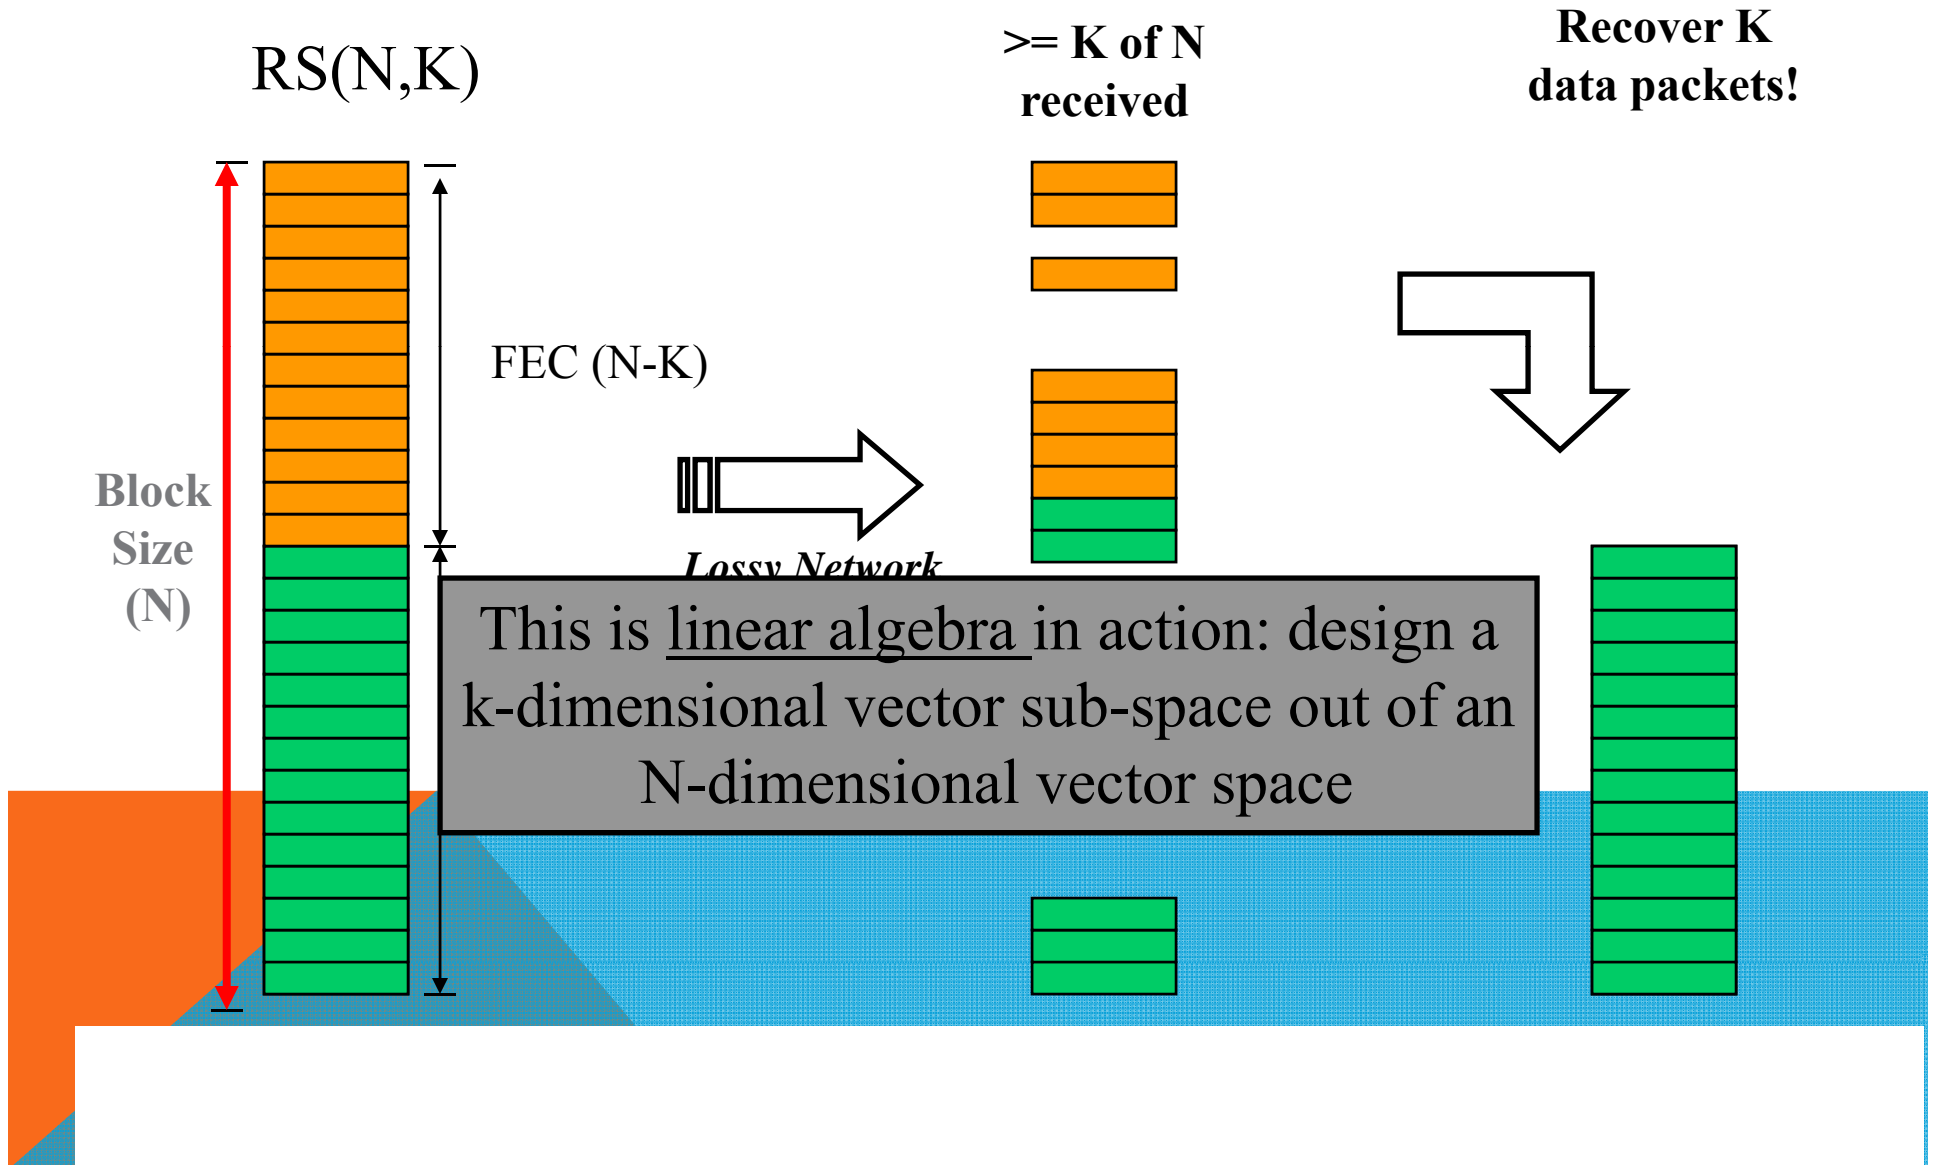 RS(N,K)
>= K of N
received
Recover K
data packets!
FEC (N-K)
Block
Size
(N)
Lossy Network
This is linear algebra in action: design a
k-dimensional vector sub-space out of an
N-dimensional vector space